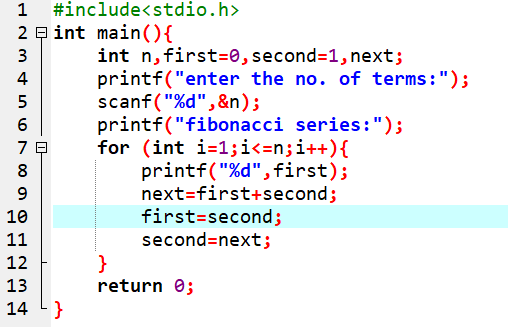 1 #include<stdio.h>
2 int main(){
3 int n,first=0,second=1,next;
4 printf("enter the no. of terms:");
5 scanf("%d",&n);
6 printf("fibonacci series:");
7 for (int i=1;i<=n;i++){
8 printf("%d",first);
9 next=first+second;
10 first=second;
11 second=next;
12 }
13 return 0;
14 }